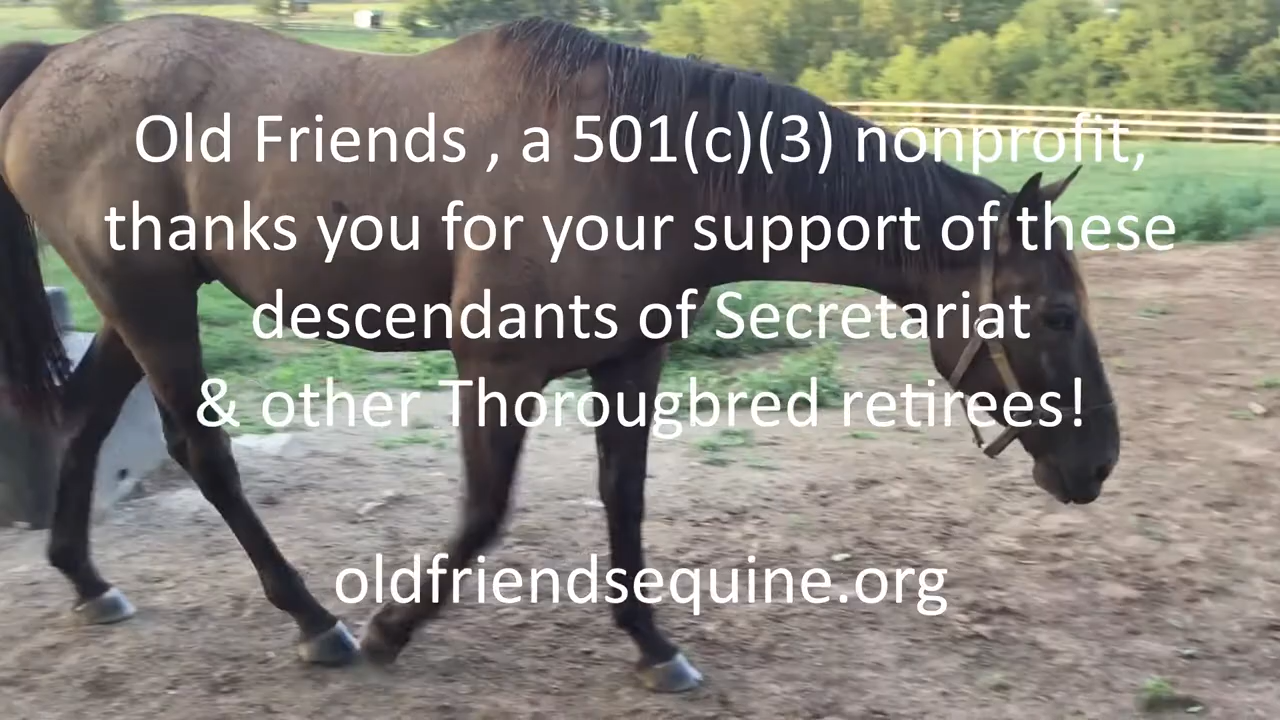 Old Friends , a 501(c)(3) nonprofit,
thanks you for your support of these
descendants of Secretariat
& other Thorougbred retirees!
oldfriendsequine.org